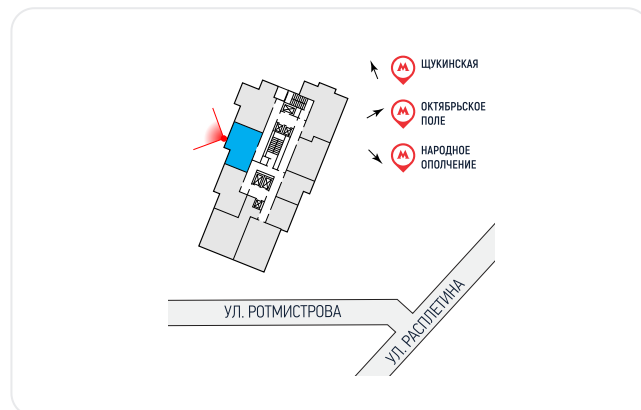 ЩУКИНСКАЯ
ОКТЯБРЬСКОЕ
ПОЛЕ
НАРОДНОЕ
ОПОЛЧЕНИЕ
УЛ. РОТМИСТРОВА
УЛ. РАСПЛЕТИНА